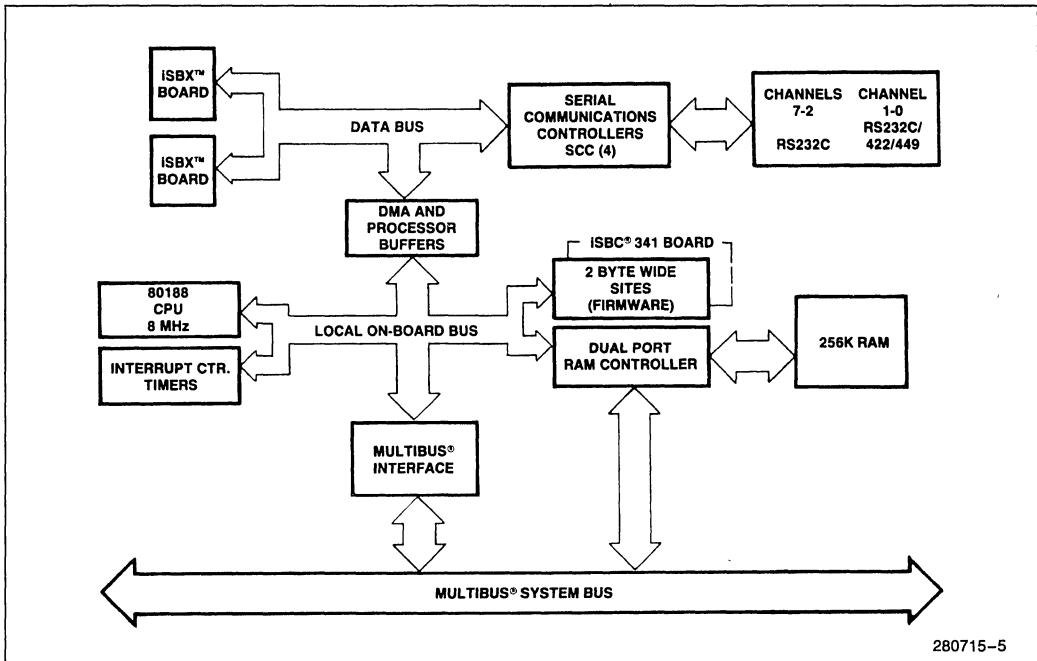 iSBX™
BOARD
iSBX™
BOARD
DATA BUS
SERIAL
COMMUNICATIONS
CONTROLLERS
SCC (4)
CHANNELS
7-2
RS232C
CHANNEL
1-0
RS232C/
422/449
DMA AND
PROCESSOR
BUFFERS
80188
CPU
8 MHz
INTERRUPT CTR.
TIMERS
LOCAL ON-BOARD BUS
iSBC® 341 BOARD
2 BYTE WIDE
SITES
(FIRMWARE)
DUAL PORT
RAM CONTROLLER
256K RAM
MULTIBUS®
INTERFACE
MULTIBUS® SYSTEM BUS
280715–5